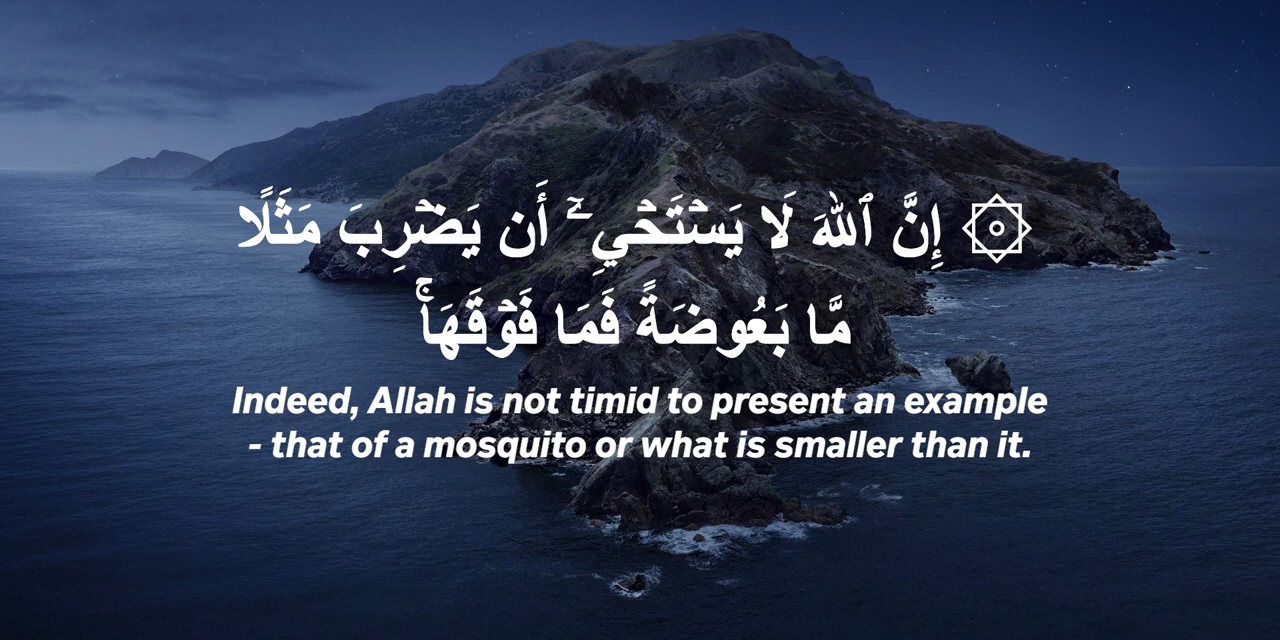 ۞ إِنَّ ٱللَّهَ لَا يَسۡتَحۡيِۦٓ أَن يَضۡرِبَ مَثَلٗا
مَّا بَعُوضَةٗ فَمَا فَوۡقَهَاۚ
Indeed, Allah is not timid to present an example
- that of a mosquito or what is smaller than it.